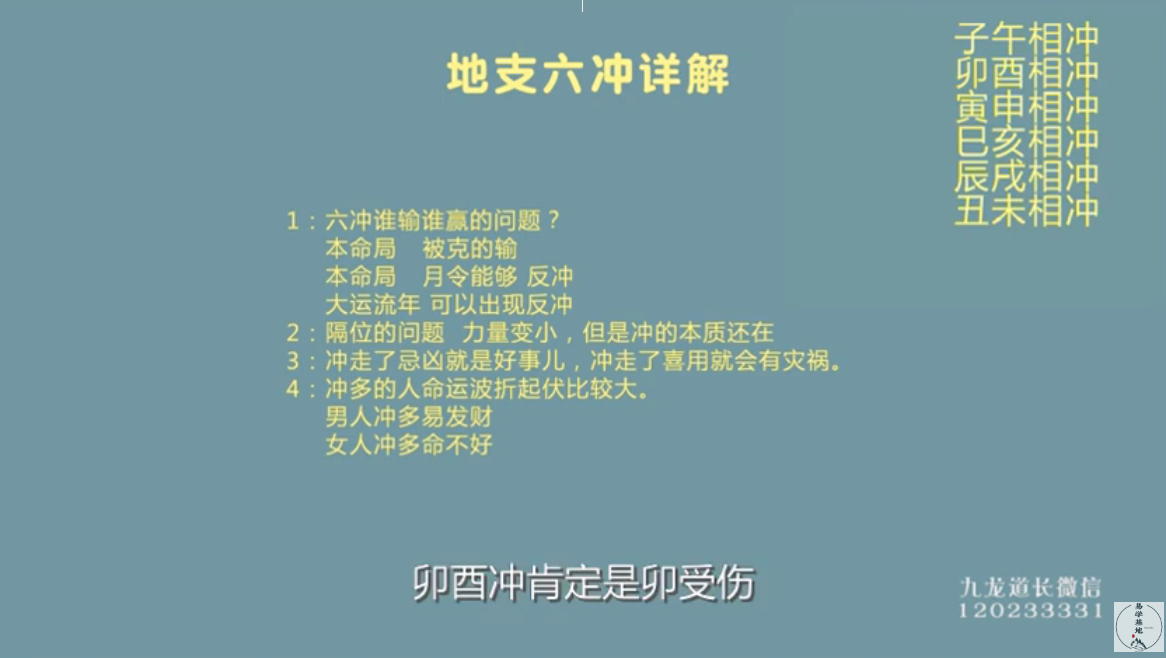 地支六冲详解
子午相冲
卯酉相冲
寅申相冲
巳亥相冲
辰戌相冲
丑未相冲
1：六冲谁输谁赢的问题？
本命局 被克的输
本命局 月令能够 反冲
大运流年 可以出现反冲
2：隔位的问题 力量变小，但是冲的本质还在
3：冲走了忌凶就是好事儿，冲走了喜用就会有灾祸。
4：冲多的人命运波折起伏比较大。
男人冲多易发财
女人冲多命不好
卯酉冲肯定是卯受伤
九龙道长微信
120233331
易学基地